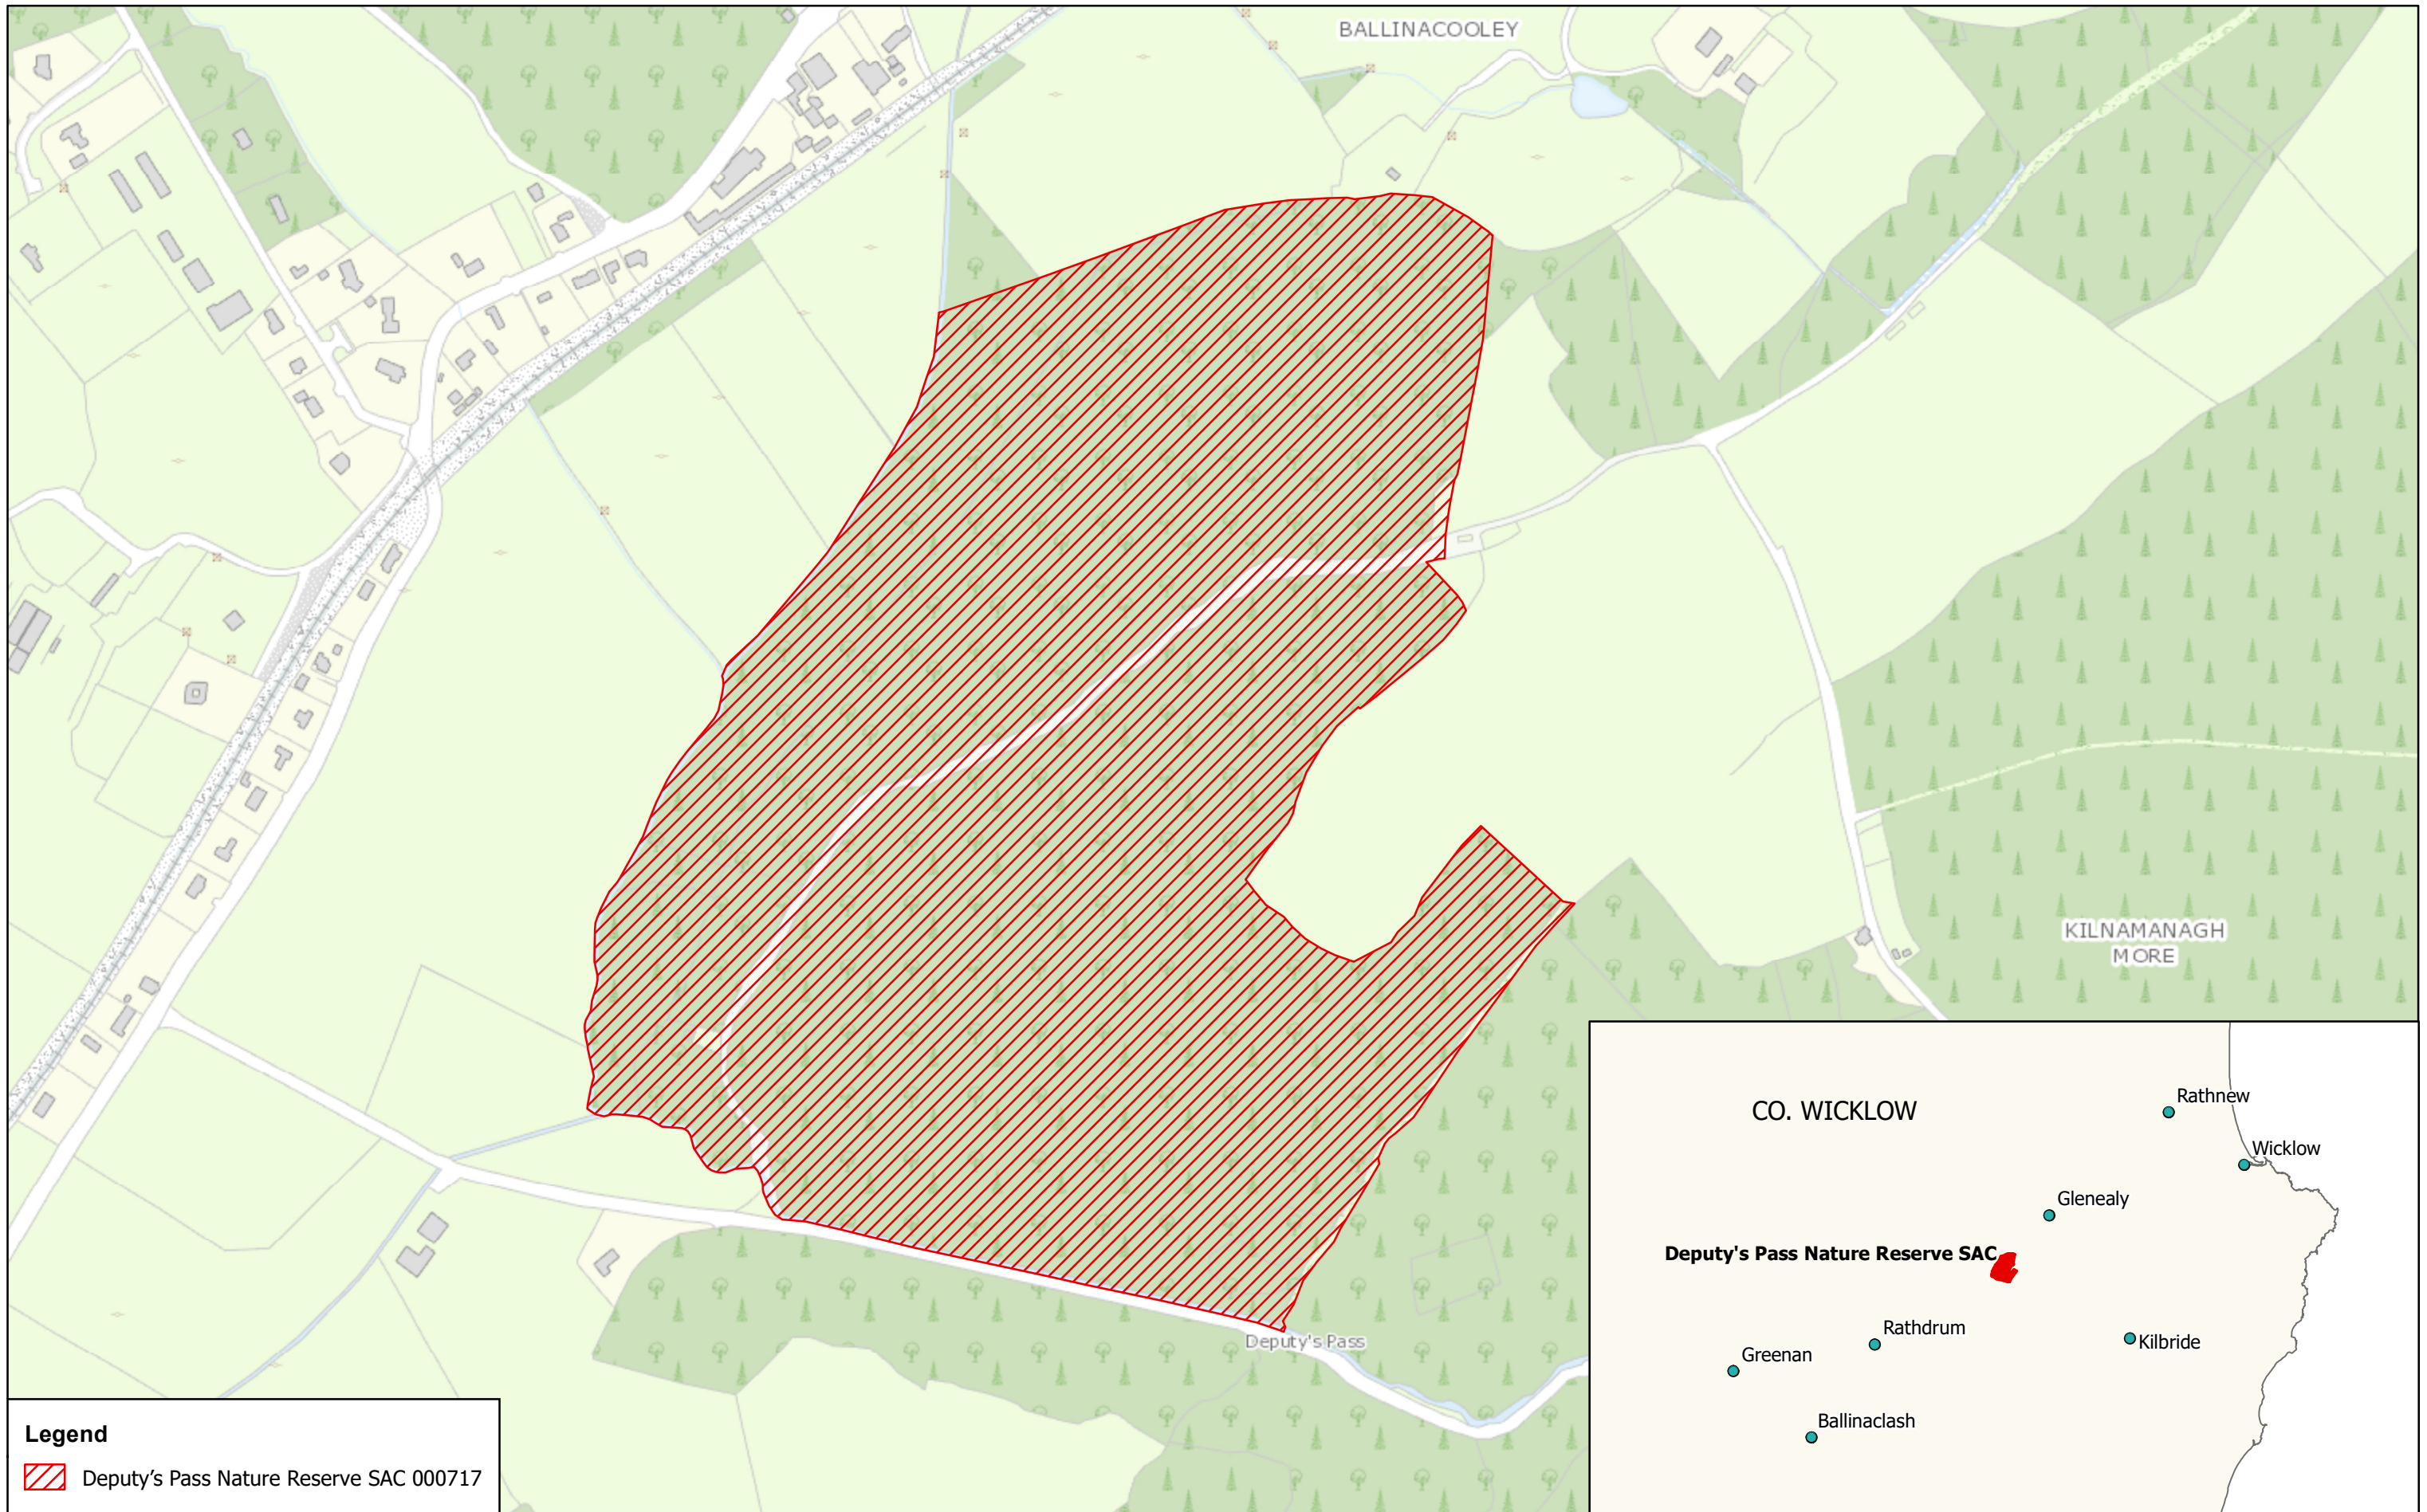 BALLINACOOLEY
KILNAMANAGH
MORE
Deputy's Pass
CO. WICKLOW
Rathnew
Wicklow
Glenealy
Deputy's Pass Nature Reserve SAC
Rathdrum
Kilbride
Greenan
Ballinaclash
Legend
Deputy’s Pass Nature Reserve SAC 000717